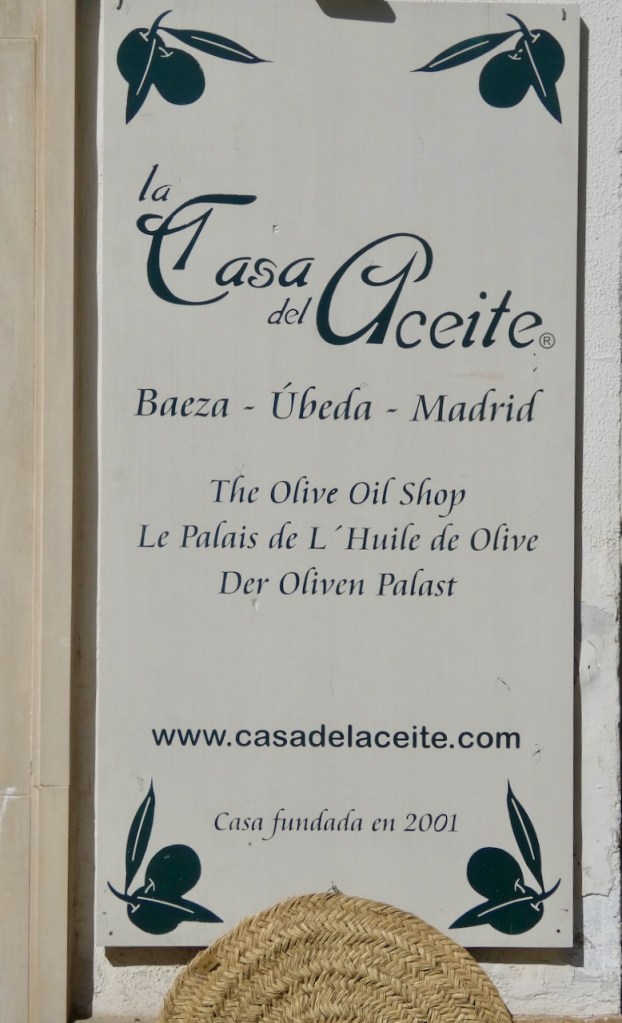 la
Casa
del Aceite®
Baeza - Úbeda - Madrid
The Olive Oil Shop
Le Palais de L´Huile de Olive
Der Oliven Palast
www.casadelaceite.com
Casa fundada en 2001